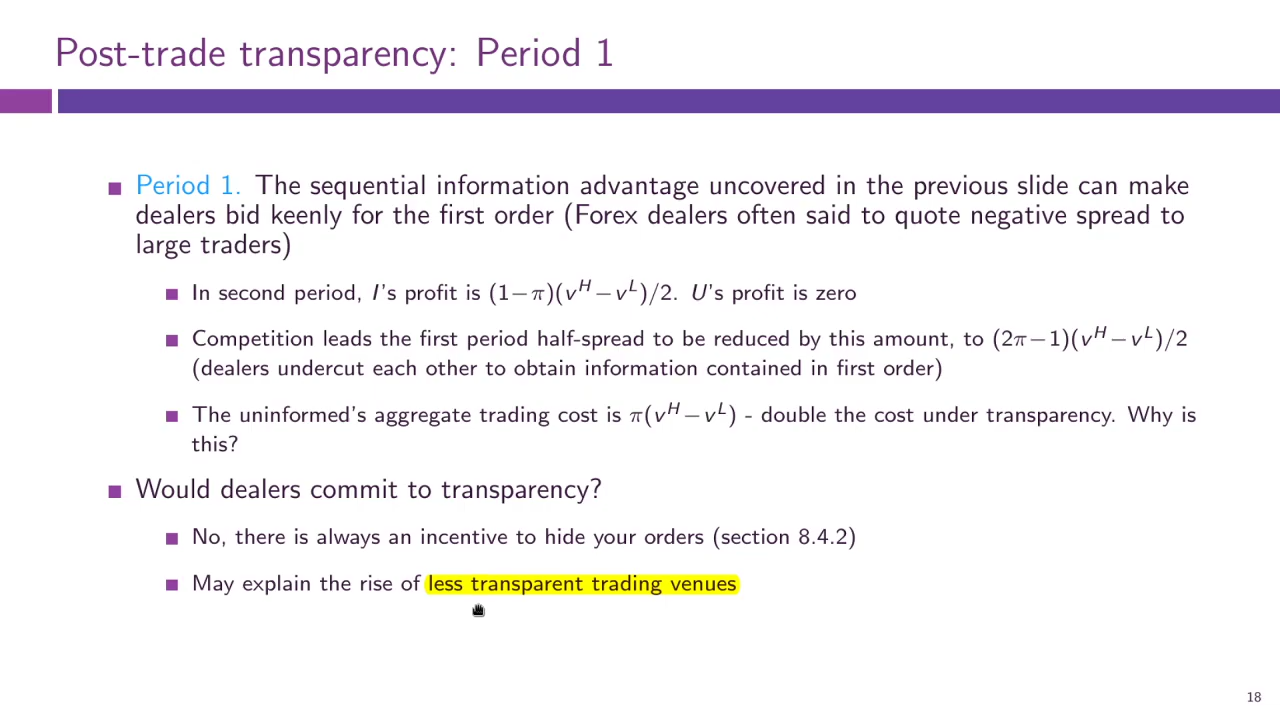 Post-trade transparency: Period 1
Period 1. The sequential information advantage uncovered in the previous slide can make
dealers bid keenly for the first order (Forex dealers often said to quote negative spread to
large traders)
In second period, I's profit is (1−π)(v^H−v^L)/2. U's profit is zero
Competition leads the first period half-spread to be reduced by this amount, to (2π−1)(v^H−v^L)/2
(dealers undercut each other to obtain information contained in first order)
The uninformed's aggregate trading cost is π(v^H−v^L) - double the cost under transparency. Why is
this?
Would dealers commit to transparency?
No, there is always an incentive to hide your orders (section 8.4.2)
May explain the rise of less transparent trading venues
18